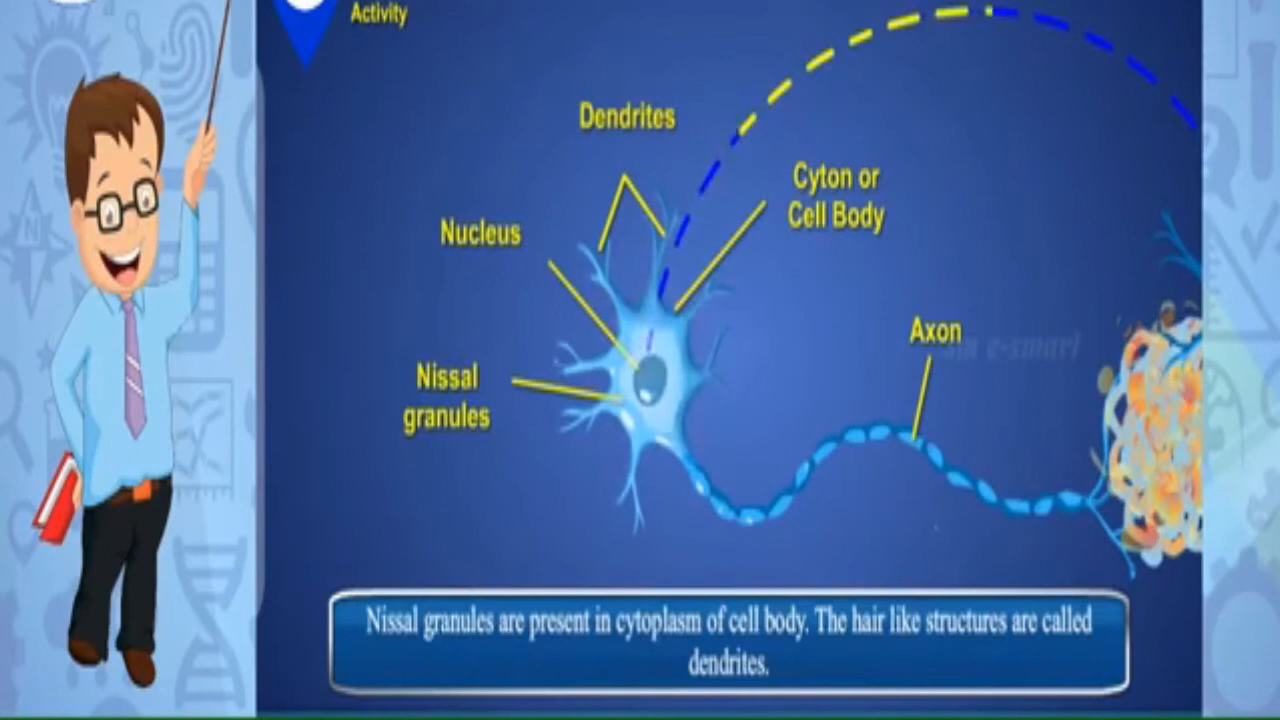 Activity
Dendrites
Cyton or
Cell Body
Nucleus
Axon
Nissal
granules
Nissal granules are present in cytoplasm of cell body. The hair like structures are called
dendrites.
N